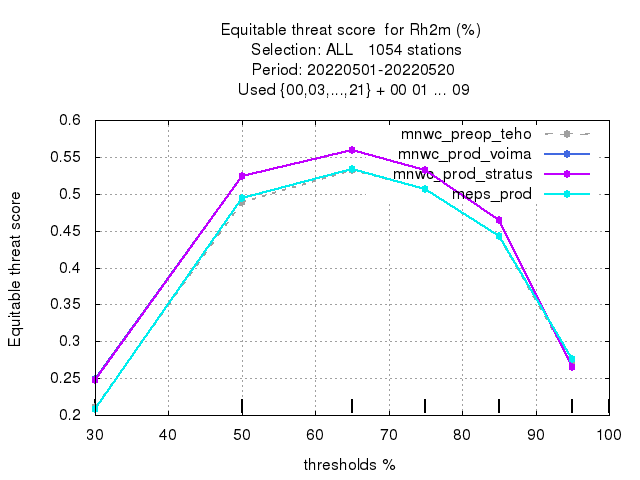 Equitable threat score  for Rh2m (%)
Selection: ALL   1054 stations
Period: 20220501-20220520
Used {00,03,...,21} + 00 01 ... 09
mnwc_preop_teho
mnwc_prod_voima
mnwc_prod_stratus
meps_prod
Equitable threat score
0.6
0.55
0.5
0.45
0.4
0.35
0.3
0.25
0.2
30 40 50 60 70 80 90 100
thresholds %